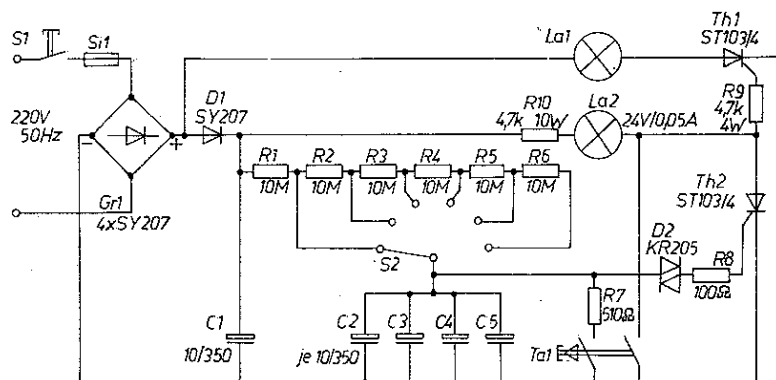 S1
Si1
La1
Th1
ST103/4
220V
50Hz
D1
SY207
R10
4,7k
10W
La2
24V/0,05A
R9
4,7k
4W
-
+
R1
R2
R3
R4
R5
R6
10M
10M
10M
10M
10M
10M
Gr1
4xSY207
Th2
ST103/4
S2
D2
KR205
R8
100Ω
C1
10/350
C2
C3
C4
C5
je 10/350
R7
510Ω
Ta1